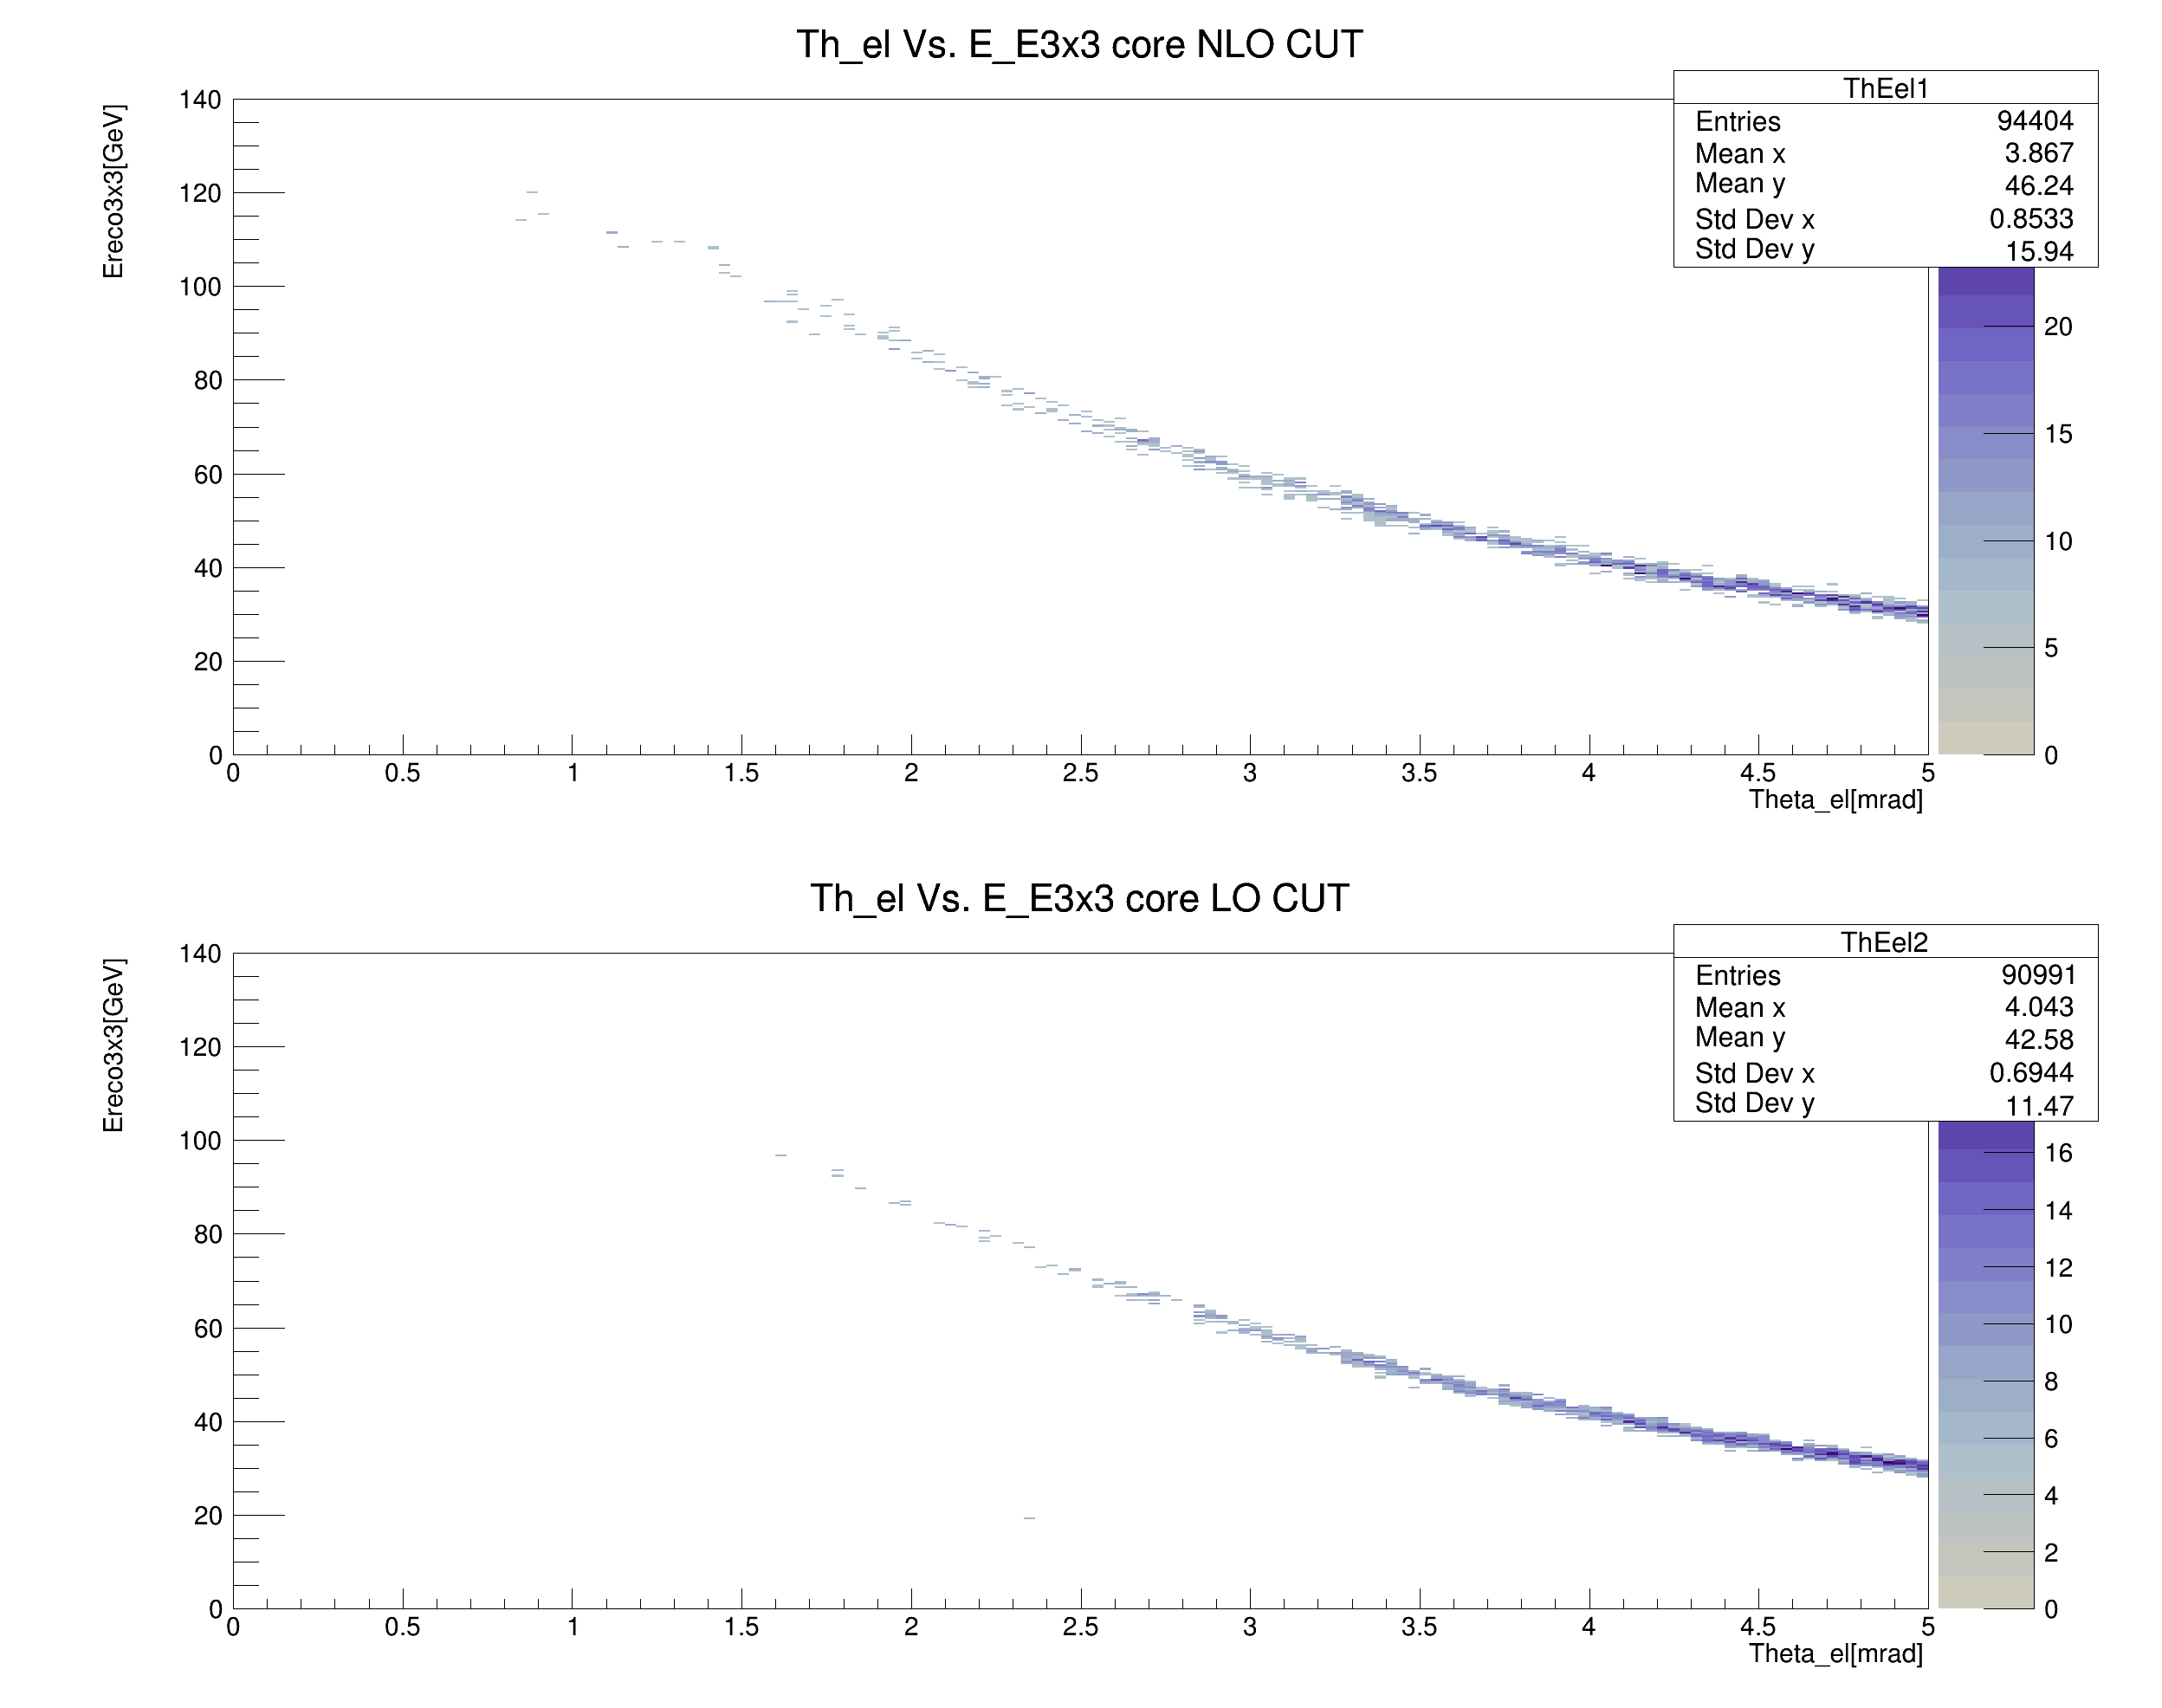 Th_el Vs. E_E3x3 core NLO CUT
Ereco3x3[GeV]
140
120
100
80
60
40
20
0
0 0.5 1 1.5 2 2.5 3 3.5 4 4.5 5
Theta_el[mrad]
ThEel1
Entries 94404
Mean x 3.867
Mean y 46.24
Std Dev x 0.8533
Std Dev y 15.94
20
15
10
5
0
Th_el Vs. E_E3x3 core LO CUT
Ereco3x3[GeV]
140
120
100
80
60
40
20
0
0 0.5 1 1.5 2 2.5 3 3.5 4 4.5 5
Theta_el[mrad]
ThEel2
Entries 90991
Mean x 4.043
Mean y 42.58
Std Dev x 0.6944
Std Dev y 11.47
16
14
12
10
8
6
4
2
0